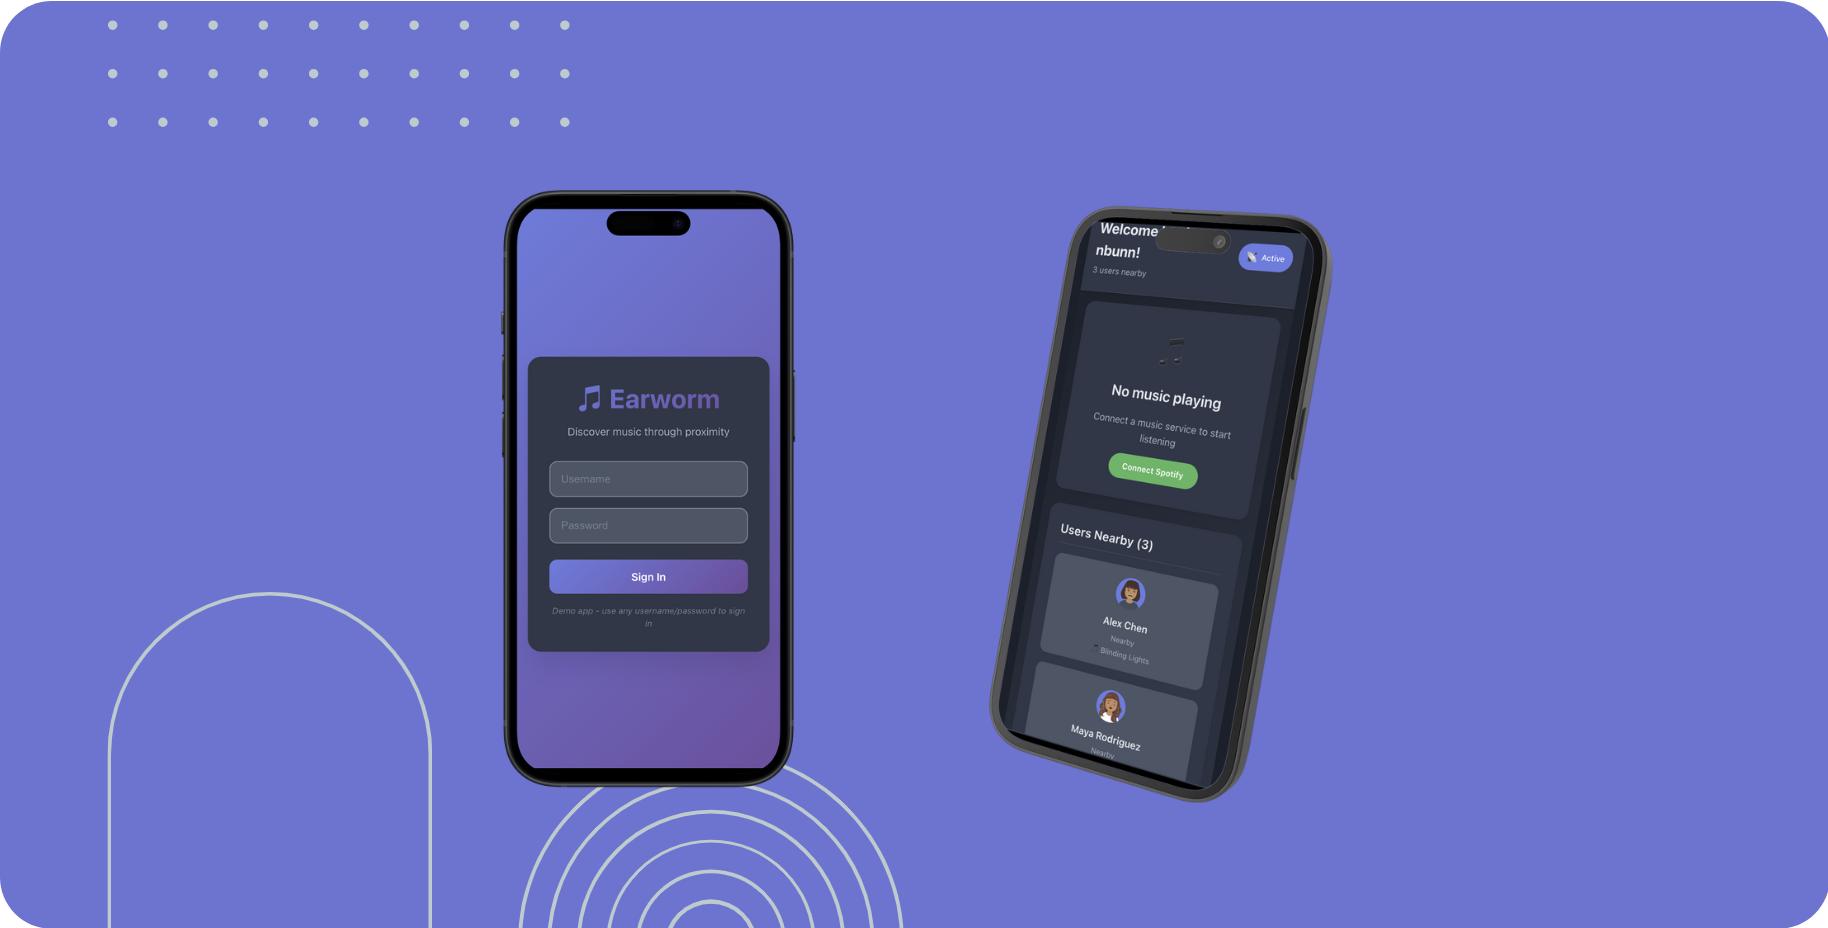 Earworm
Discover music through proximity
Username
Password
Sign In
Demo app - use any username/password to sign
in
Welcome
nbunn!
3 users nearby
Active
No music playing
Connect a music service to start
listening
Connect Spotify
Users Nearby (3)
Alex Chen
Nearby
Blinding Lights
Maya Rodriguez
Nearby